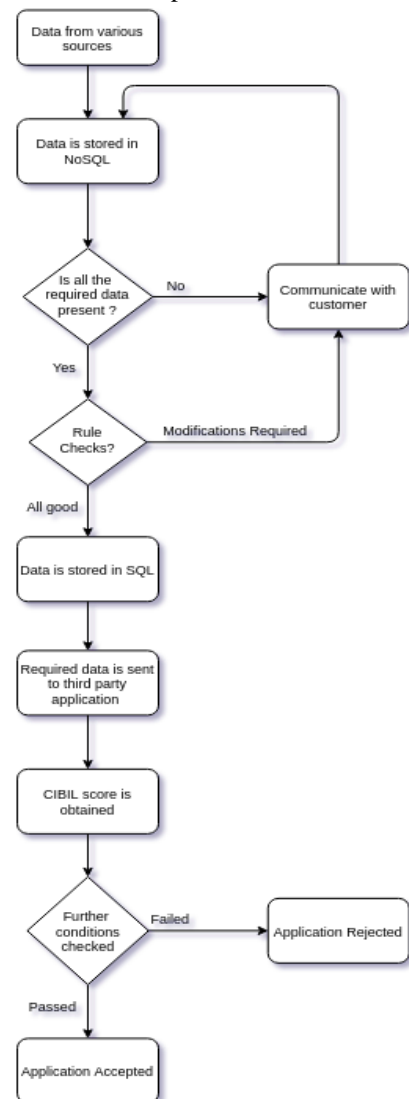 Data from various
sources
Data is stored in
NoSQL
Is all the
required data
present ?
No
Communicate with
customer
Yes
Rule
Checks?
Modifications Required
All good
Data is stored in SQL
Required data is sent
to third party
application
CIBIL score is
obtained
Further
conditions
checked
Failed
Application Rejected
Passed
Application Accepted